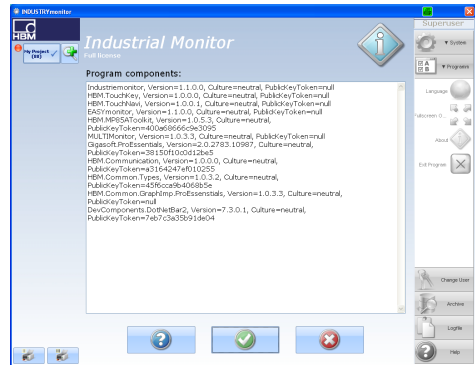 INDUSTRYmonitor
HBM
My Project
(98)
Industrial Monitor
Full license
Program components:
Industriemonitor, Version=1.1.0.0, Culture=neutral, PublicKeyToken=null
HBM.TouchKey, Version=1.0.0.0, Culture=neutral, PublicKeyToken=null
HBM.TouchNavi, Version=1.0.0.1, Culture=neutral, PublicKeyToken=null
EASYmonitor, Version=1.1.0.0, Culture=neutral, PublicKeyToken=null
HBM.MP85AToolkit, Version=1.0.5.3, Culture=neutral,
PublicKeyToken=400a68666c9e3095
MULTIMonitor, Version=1.0.3.3, Culture=neutral, PublicKeyToken=null
Gigasoft.ProEssentials, Version=2.0.2783.10987, Culture=neutral,
PublicKeyToken=38150f10c0d12be5
HBM.Communication, Version=1.0.0.0, Culture=neutral,
PublicKeyToken=a3164247ef010255
HBM.Common.Types, Version=1.0.3.2, Culture=neutral,
PublicKeyToken=45f6cca9b4068b5e
HBM.Common.GraphImp.ProEssenstials, Version=1.0.3.3, Culture=neutral,
PublicKeyToken=null
DevComponents.DotNetBar2, Version=7.3.0.1, Culture=neutral,
PublicKeyToken=7eb7c3a35b91de04
Superuser
System
Programm
Language
Fullscreen O...
About
Exit Program
Change User
Archive
Logfile
Help